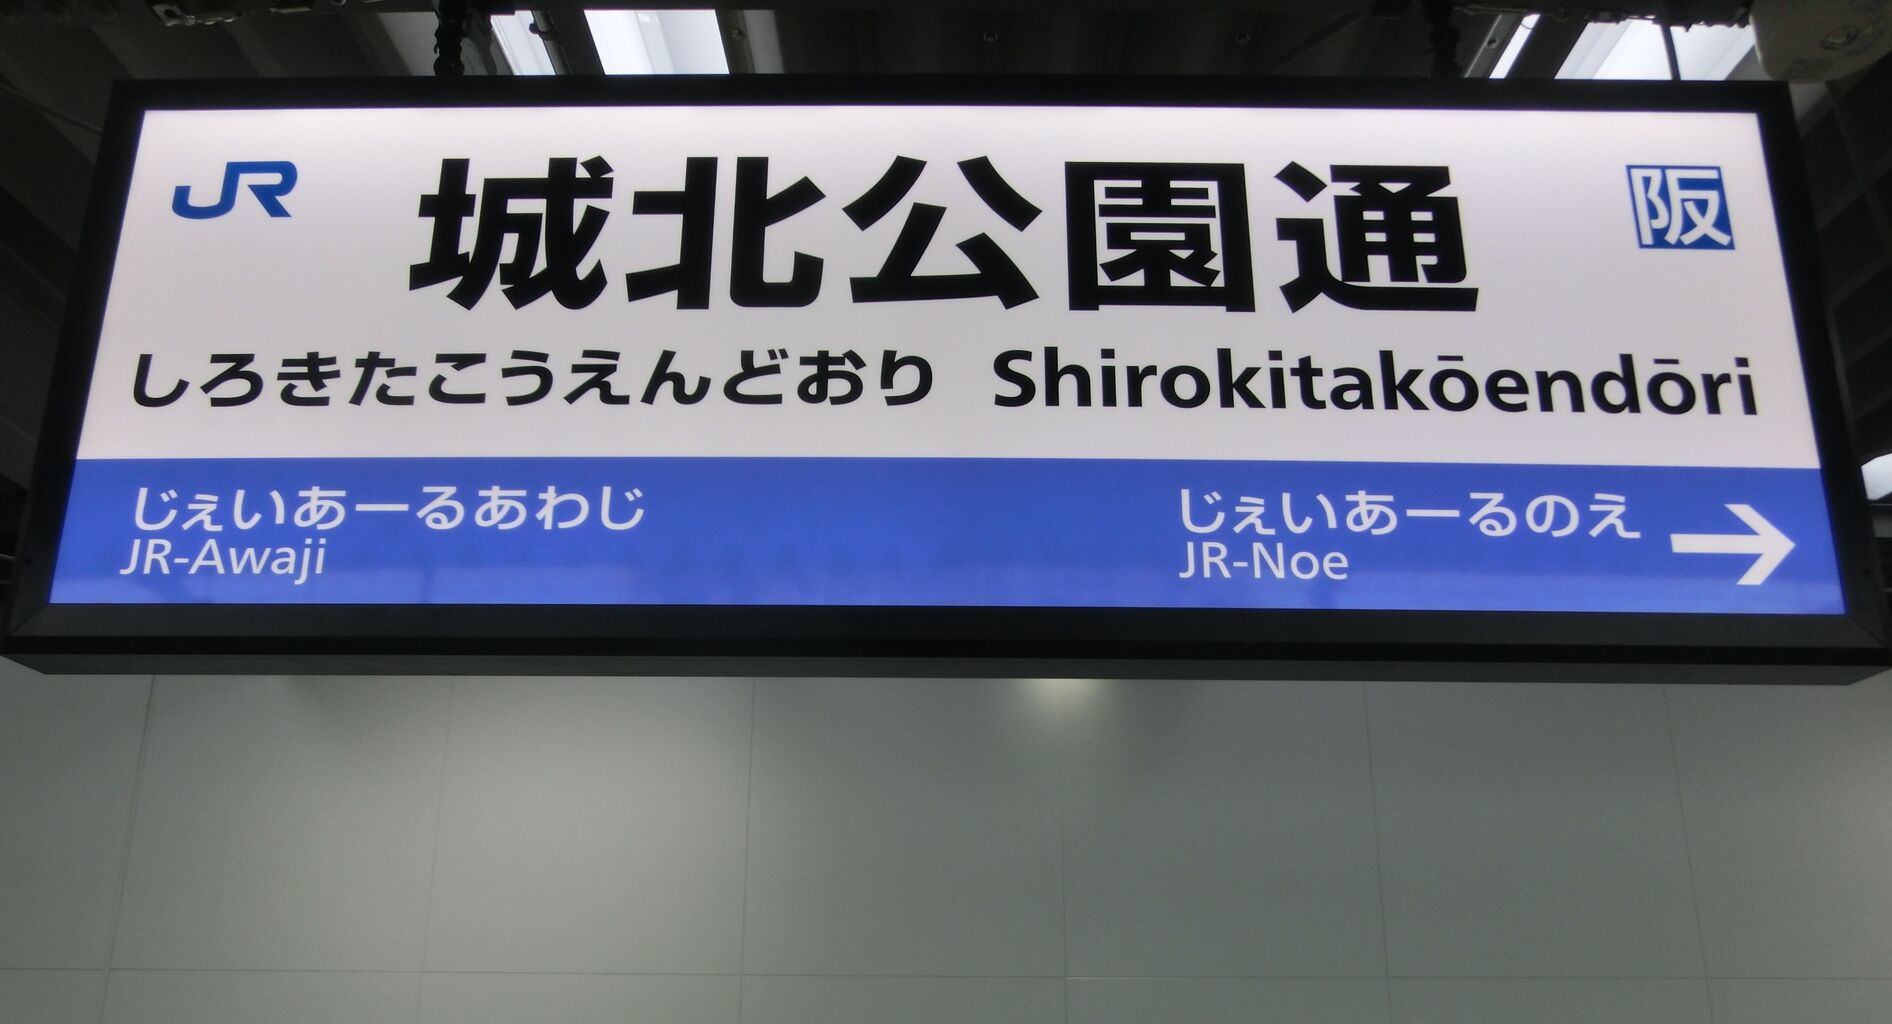 JR 城北公園通 阪
しろきたこうえんどおり Shirokitakōendōri
じぇいあーるあわじ じぇいあーるのえ →
JR-Awaji JR-Noe